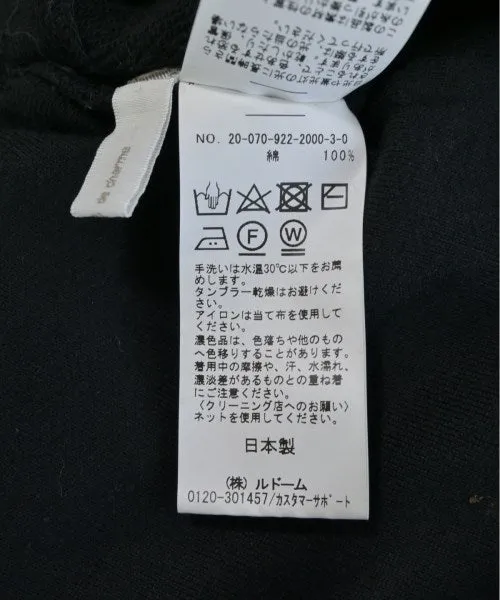 de charme
NO. 20-070-922-2000-3-0
綿 100%
F W
手洗いは水温30℃以下をお薦
めします。
タンブラー乾燥はお避けくだ
さい。
アイロンは当て布を使用して
ください。
濃色品は、色落ちや他のもの
へ色移りすることがあります。
着用中の摩擦や、汗、水濡れ、
濃淡差があるものとの重ね着
にご注意ください。
〈クリーニング店へのお願い〉
ネットを使用してください。
日本製
(株) ルドーム
0120-301457/カスタマーサポート